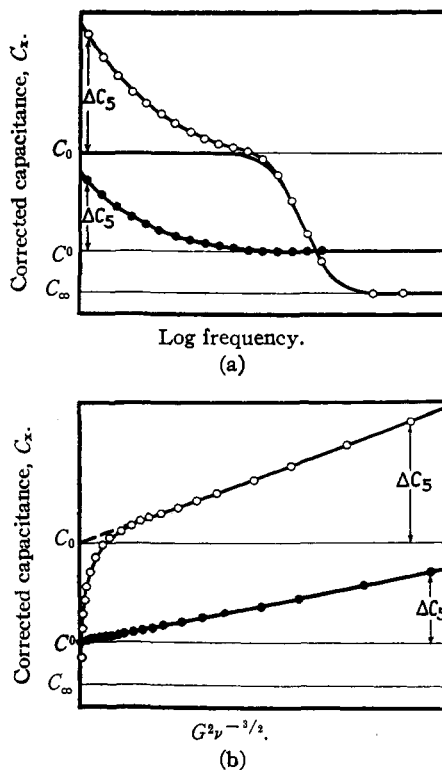 Corrected capacitance, Cₓ.
ΔC₅
C₀
ΔC₅
C⁰
C∞
Log frequency.
(a)
Corrected capacitance, Cₓ.
ΔC₅
C₀
ΔC₅
C⁰
C∞
G²ν⁻³/².
(b)